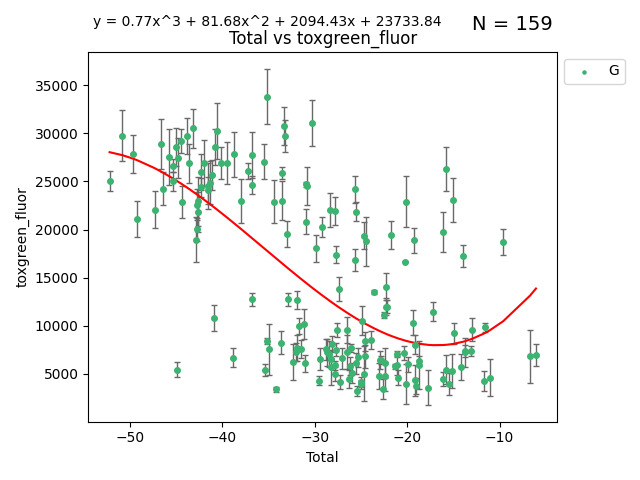 y = 0.77x^3 + 81.68x^2 + 2094.43x + 23733.84
N = 159
Total vs toxgreen_fluor
G
toxgreen_fluor
35000
30000
25000
20000
15000
10000
5000
−50
−40
−30
−20
−10
Total